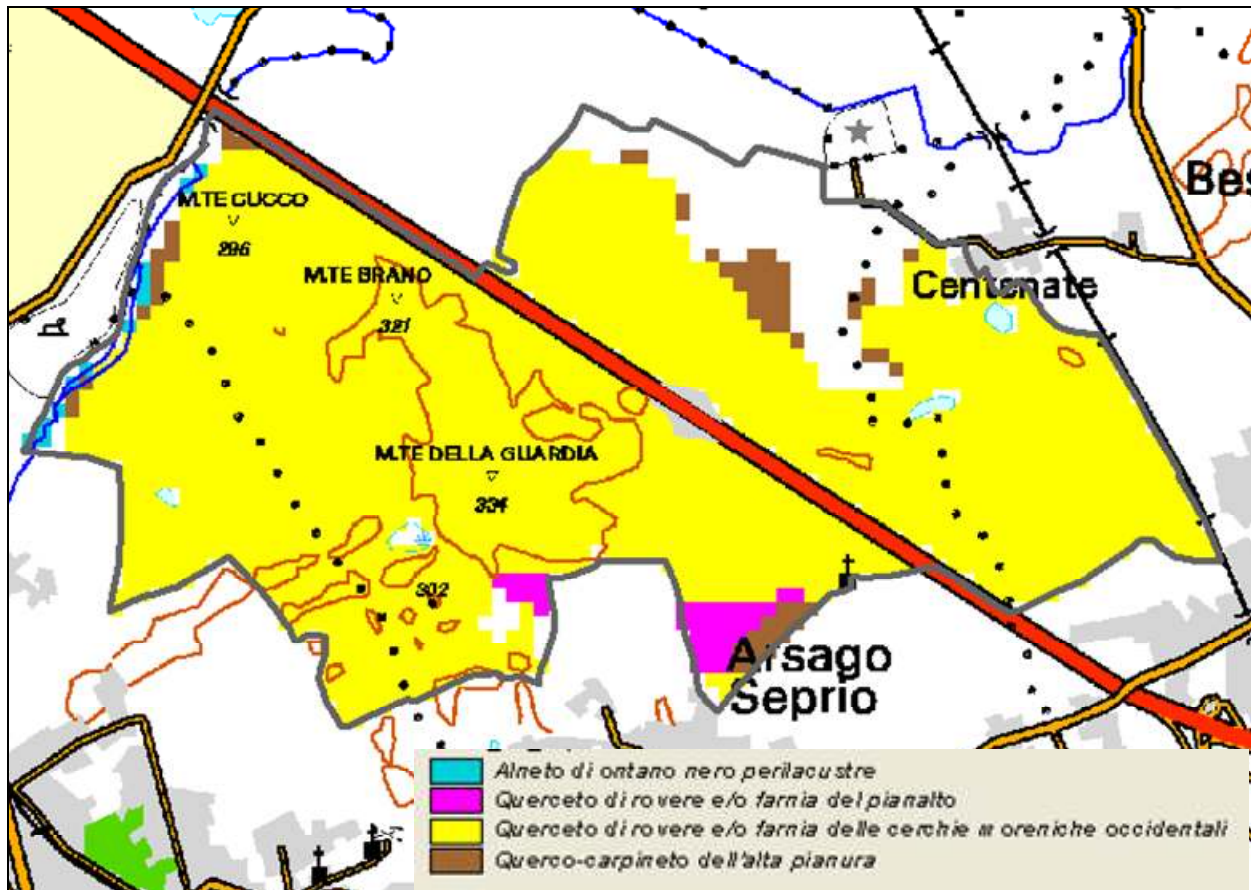 Bes
M.TE CUCCO
296
M.TE BRANO
Centenate
321
M.TE DELLA GUARDIA
334
302
Arsago
Seprio
Alneto di ontano nero perilacustre
Querceto di rovere e/o farnia del pianalto
Querceto di rovere e/o farnia delle cerchie moreniche occidentali
Querco-carpineto dell'alta pianura